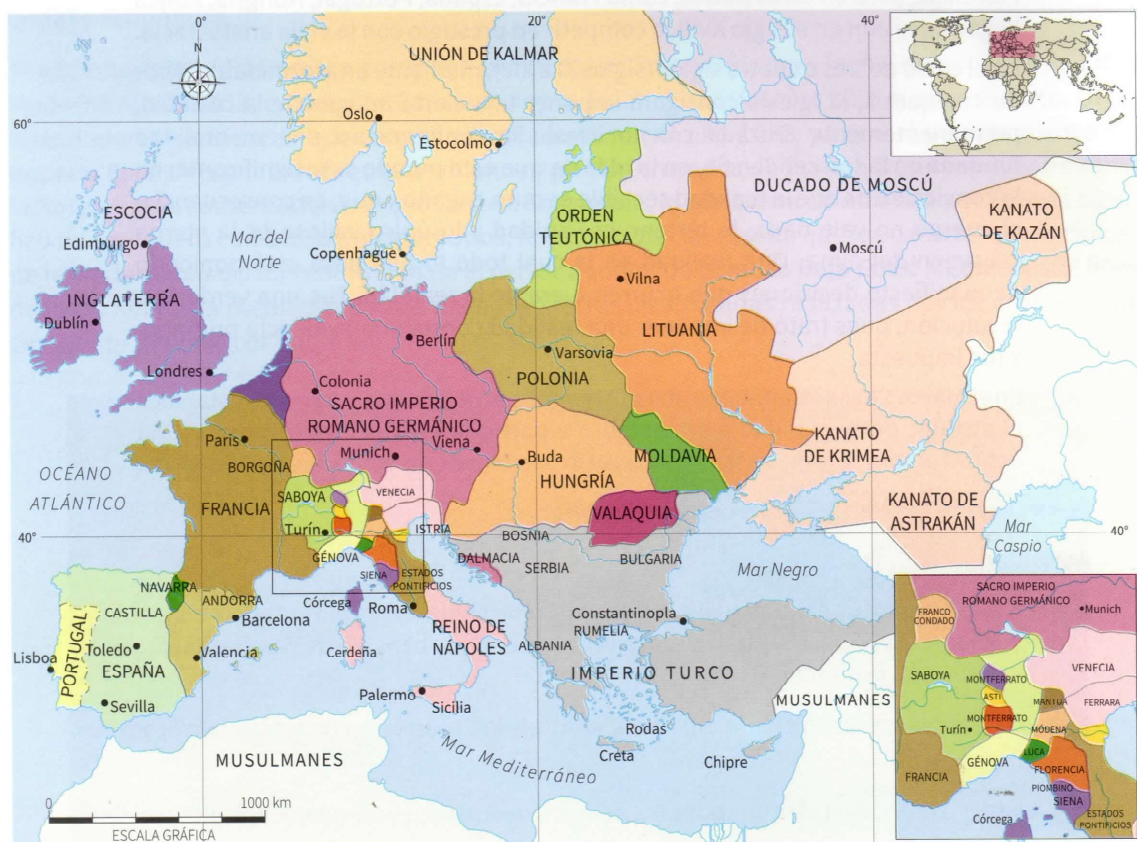 0°
20°
40°
N
UNIÓN DE KALMAR
Oslo
60°
Estocolmo
ESCOCIA
Edimburgo
Mar del
Norte
Copenhague
ORDEN
TEUTÓNICA
DUCADO DE MOSCÚ
Moscú
KANATO
DE KAZÁN
INGLATERRA
Dublín
Londres
Vilna
LITUANIA
Berlín
Varsovia
POLONIA
Colonia
SACRO IMPERIO
ROMANO GERMÁNICO
Viena
Munich
París
BORGOÑA
OCÉANO
ATLÁNTICO
FRANCIA
SABOYA
VENECIA
Turín
ISTRIA
GÉNOVA
Buda
HUNGRÍA
MOLDAVIA
KANATO
DE KRIMEA
KANATO DE
ASTRAKÁN
VALAQUIA
40°
40°
Mar
Caspio
BOSNIA
DALMACIA
SERBIA
BULGARIA
Mar Negro
SIENA
ESTADOS
PONTIFICIOS
NAVARRA
ANDORRA
CASTILLA
Córcega
Roma
Barcelona
Constantinopla
RUMELIA
PORTUGAL
Toledo
ESPAÑA
Valencia
Lisboa
Sevilla
Cerdeña
REINO DE
NÁPOLES
ALBANIA
IMPERIO TURCO
Palermo
Sicília
MUSULMANES
MUSULMANES
Rodas
Creta
Chipre
Mar Mediterráneo
0
1000 km
ESCALA GRÁFICA
SACRO IMPERIO
ROMANO GERMÁNICO
Munich
FRANCO
CONDADO
SABOYA
VENECIA
MONTFERRATO
ASTI
MANTUA
FERRARA
MONTFERRATO
Turín
MÓDENA
LUCA
GÉNOVA
FRANCIA
FLORENCIA
PIOMBINO
SIENA
ESTADOS
PONTIFICIOS
Córcega